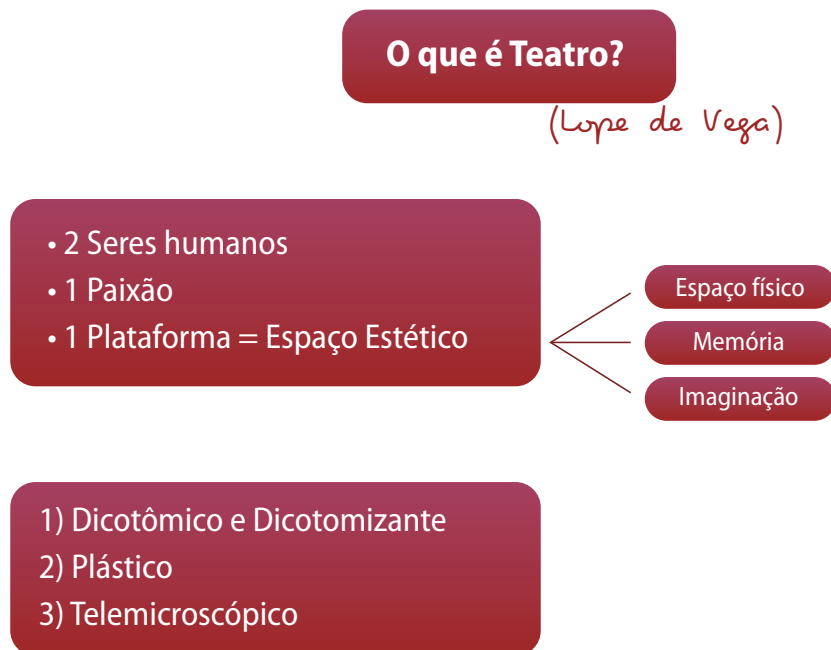 O que é Teatro?
(Lope de Vega)
• 2 Seres humanos
• 1 Paixão
• 1 Plataforma = Espaço Estético
Espaço físico
Memória
Imaginação
1) Dicotômico e Dicotomizante
2) Plástico
3) Telemicroscópico